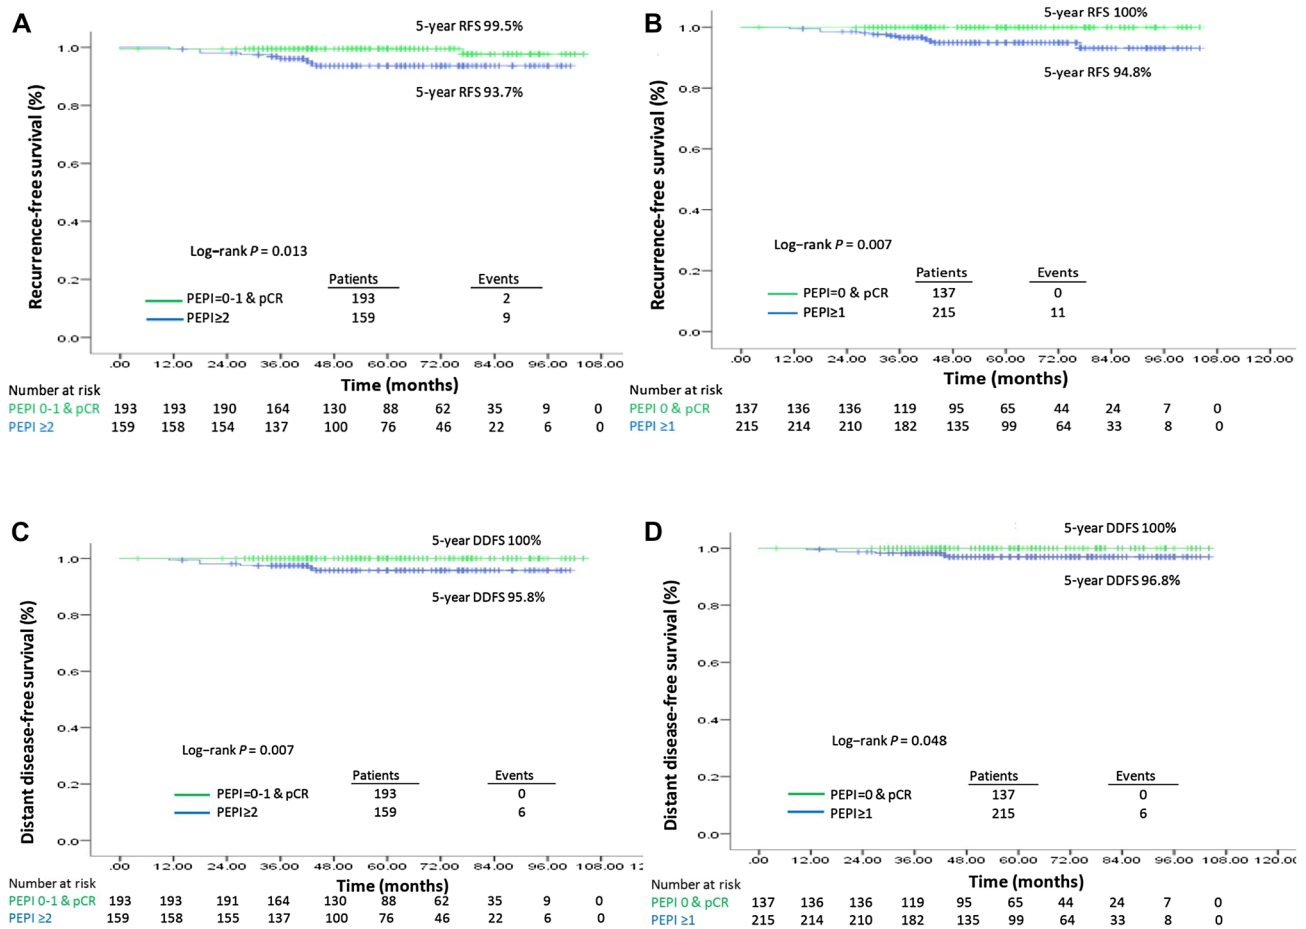 A
5-year RFS 99.5%
1.0
5-year RFS 93.7%
0.8
0.6
0.4
Log-rank P = 0.013
0.2
Patients Events
PEPI=0-1 & pCR 193 2
PEPI≥2 159 9
0.0
Recurrence-free survival (%)
.00 12.00 24.00 36.00 48.00 60.00 72.00 84.00 96.00 108.00
Time (months)
Number at risk
PEPI 0-1 & pCR 193 193 190 164 130 88 62 35 9 0
PEPI ≥2 159 158 154 137 100 76 46 22 6 0
B
5-year RFS 100%
1.0
5-year RFS 94.8%
0.8
0.6
0.4
Log-rank P = 0.007
0.2
Patients Events
PEPI=0 & pCR 137 0
PEPI≥1 215 11
0.0
Recurrence-free survival (%)
.00 12.00 24.00 36.00 48.00 60.00 72.00 84.00 96.00 108.00 120.00
Time (months)
Number at risk
PEPI 0 & pCR 137 136 136 119 95 65 44 24 7 0
PEPI ≥1 215 214 210 182 135 99 64 33 8 0
C
5-year DDFS 100%
1.0
5-year DDFS 95.8%
0.8
0.6
0.4
Log-rank P = 0.007
0.2
Patients Events
PEPI=0-1 & pCR 193 0
PEPI≥2 159 6
0.0
Distant disease-free survival (%)
.00 12.00 24.00 36.00 48.00 60.00 72.00 84.00 96.00 108.00 12
Time (months)
Number at risk
PEPI 0-1 & pCR 193 193 191 164 130 88 62 35 9 0
PEPI ≥2 159 158 155 137 100 76 46 22 6 0
D
5-year DDFS 100%
1.0
5-year DDFS 96.8%
0.8
0.6
0.4
Log-rank P = 0.048
0.2
Patients Events
PEPI=0 & pCR 137 0
PEPI≥1 215 6
0.0
Distant disease-free survival (%)
.00 12.00 24.00 36.00 48.00 60.00 72.00 84.00 96.00 108.00 120.0
Time (months)
Number at risk
PEPI 0 & pCR 137 136 136 119 95 65 44 24 7 0
PEPI ≥1 215 214 210 182 135 99 64 33 8 0